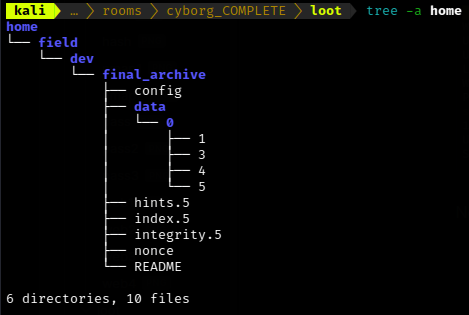 kali … rooms cyborg_COMPLETE loot tree -a home
home
└── field
    └── dev
        └── final_archive
            ├── config
            ├── data
            │   └── 0
            │       ├── 1
            │       ├── 3
            │       ├── 4
            │       └── 5
            ├── hints.5
            ├── index.5
            ├── integrity.5
            ├── nonce
            └── README
6 directories, 10 files